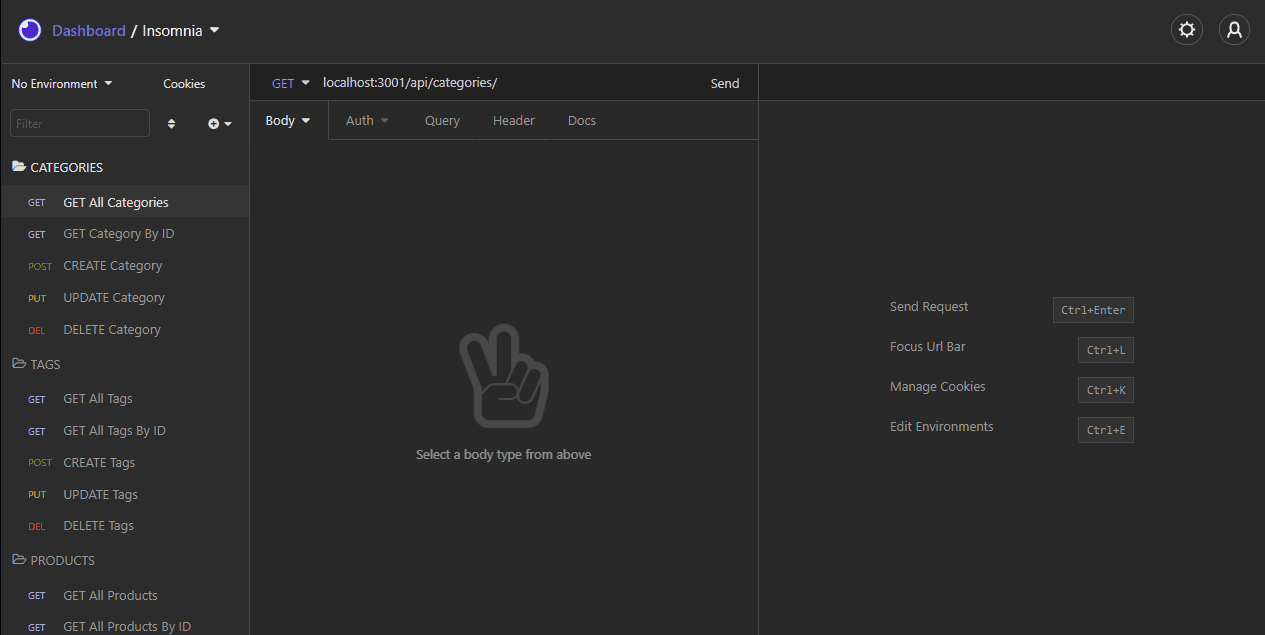 Dashboard / Insomnia
No Environment
Cookies
GET
localhost:3001/api/categories/
Send
Filter
Body
Auth
Query
Header
Docs
CATEGORIES
GET GET All Categories
GET GET Category By ID
POST CREATE Category
PUT UPDATE Category
DEL DELETE Category
TAGS
GET GET All Tags
GET GET All Tags By ID
POST CREATE Tags
PUT UPDATE Tags
DEL DELETE Tags
PRODUCTS
GET GET All Products
GET GET All Products By ID
Select a body type from above
Send Request Ctrl+Enter
Focus Url Bar Ctrl+L
Manage Cookies Ctrl+K
Edit Environments Ctrl+E